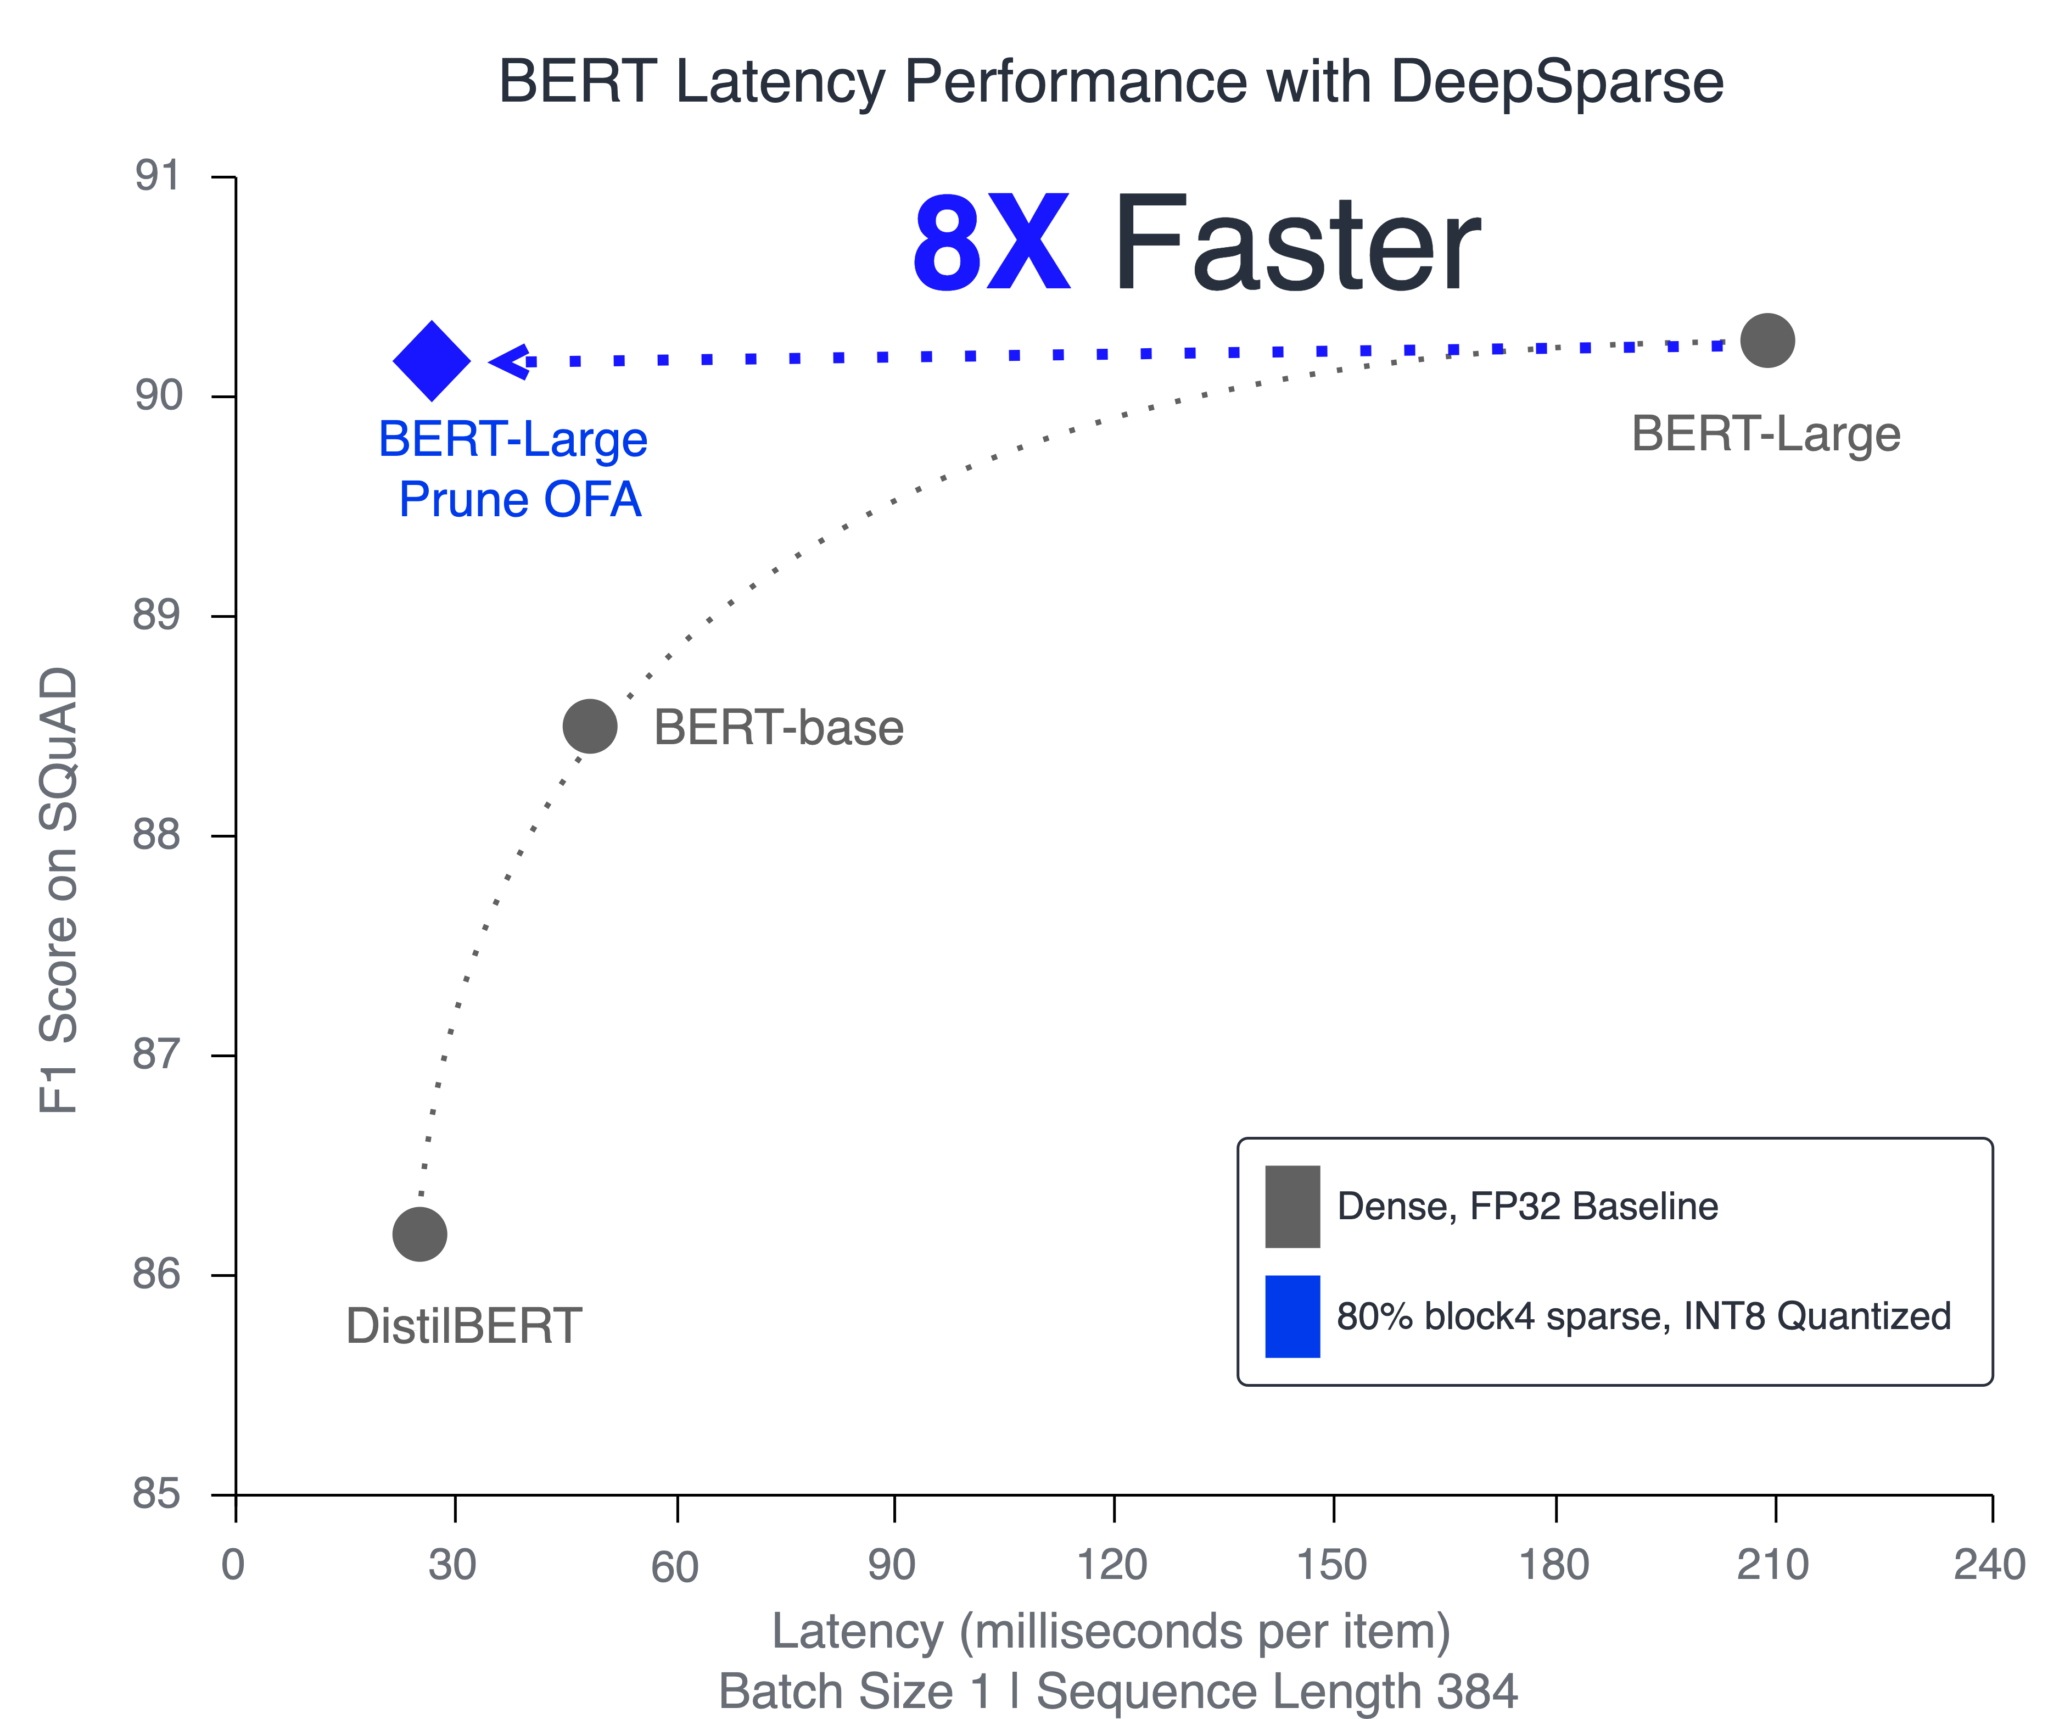 BERT Latency Performance with DeepSparse
8X Faster
91
90
89
88
87
86
85
F1 Score on SQuAD
BERT-Large
Prune OFA
BERT-Large
BERT-base
DistilBERT
Dense, FP32 Baseline
80% block4 sparse, INT8 Quantized
0 30 60 90 120 150 180 210 240
Latency (milliseconds per item)
Batch Size 1 | Sequence Length 384